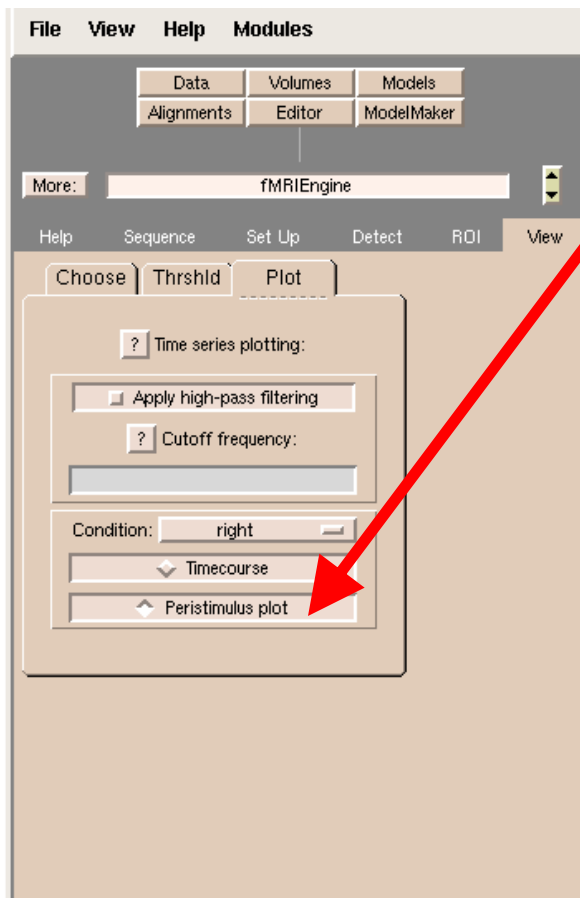 File View Help Modules
Data Volumes Models
Alignments Editor ModelMaker
More: fMRIEngine
Help Sequence Set Up Detect ROI View
Choose Thrshld Plot
? Time series plotting:
Apply high-pass filtering
? Cutoff frequency:
Condition: right
Timecourse
Peristimulus plot